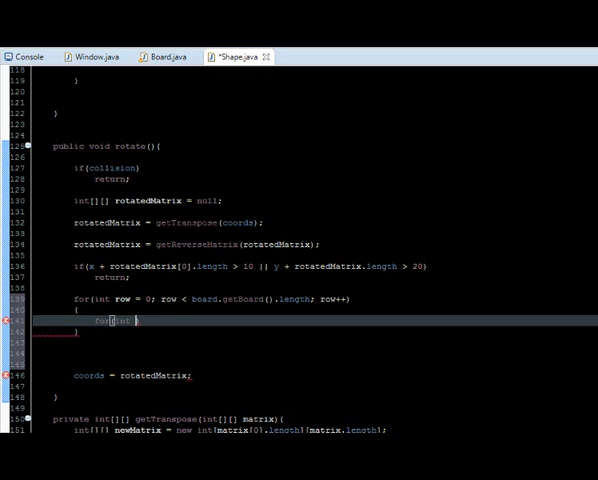 Console Window.java Board.java *Shape.java
118
119 }
120
121
122 }
123
124
125 public void rotate(){
126
127 if(collision)
128 return;
129
130 int[][] rotatedMatrix = null;
131
132 rotatedMatrix = getTranspose(coords);
133
134 rotatedMatrix = getReverseMatrix(rotatedMatrix);
135
136 if(x + rotatedMatrix[0].length > 10 || y + rotatedMatrix.length > 20)
137 return;
138
139 for(int row = 0; row < board.getBoard().length; row++)
140 {
141 for(int )
142 }
143
144
145
146 coords = rotatedMatrix;
147
148 }
149
150 private int[][] getTranspose(int[][] matrix){
151 int[][] newMatrix = new int[matrix[0].length][matrix.length];